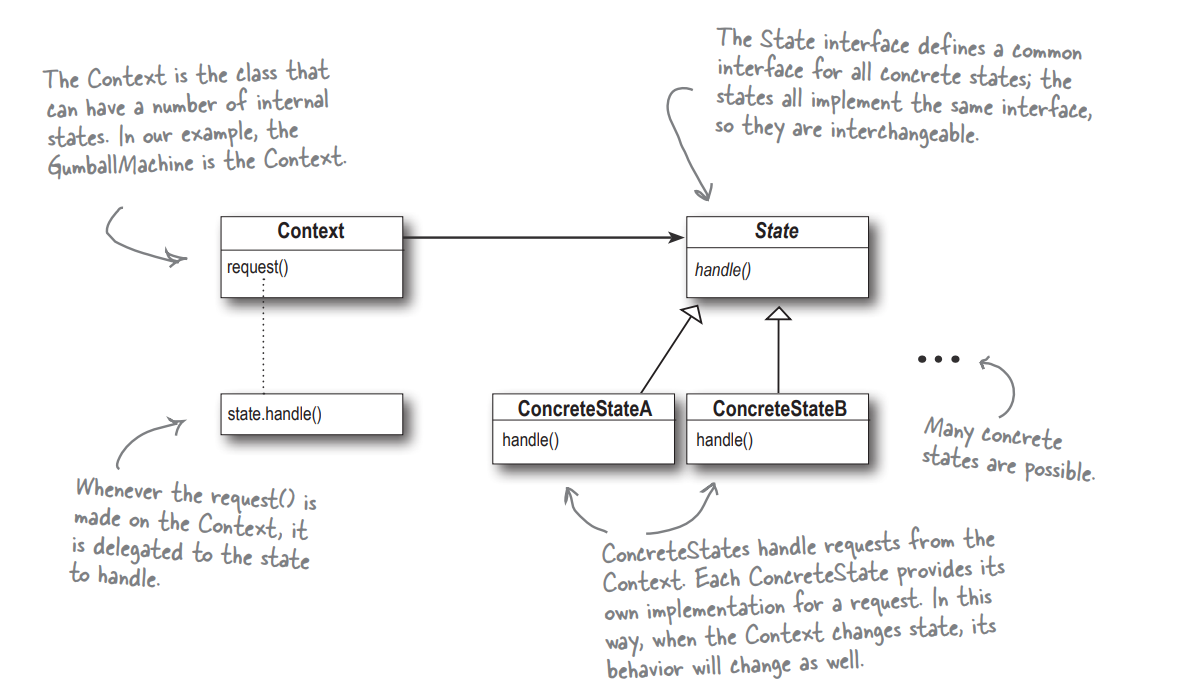 The Context is the class that
can have a number of internal
states. In our example, the
GumballMachine is the Context.
The State interface defines a common
interface for all concrete states; the
states all implement the same interface,
so they are interchangeable.
Context
request()
State
handle()
state.handle()
ConcreteStateA
handle()
ConcreteStateB
handle()
Many concrete
states are possible.
Whenever the request() is
made on the Context, it
is delegated to the state
to handle.
ConcreteStates handle requests from the
Context. Each ConcreteState provides its
own implementation for a request. In this
way, when the Context changes state, its
behavior will change as well.